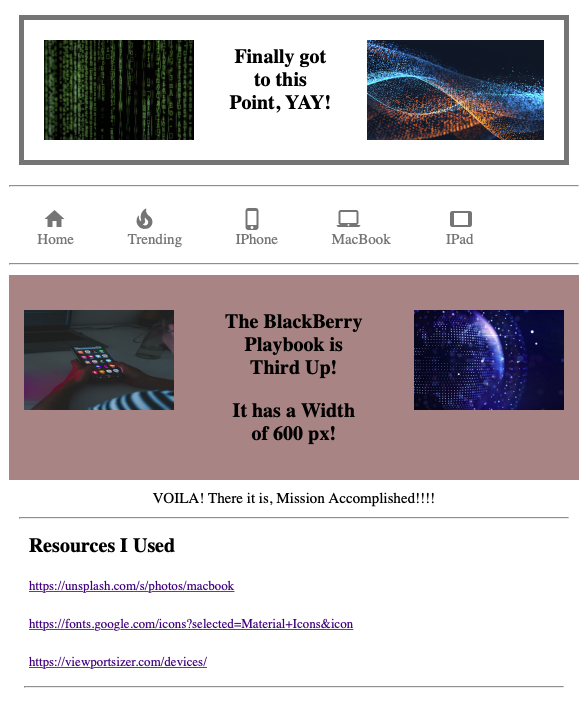 Finally got
to this
Point, YAY!
Home Trending IPhone MacBook IPad
The BlackBerry
Playbook is
Third Up!
It has a Width
of 600 px!
VOILA! There it is, Mission Accomplished!!!!
Resources I Used
https://unsplash.com/s/photos/macbook
https://fonts.google.com/icons?selected=Material+Icons&icon
https://viewportsizer.com/devices/